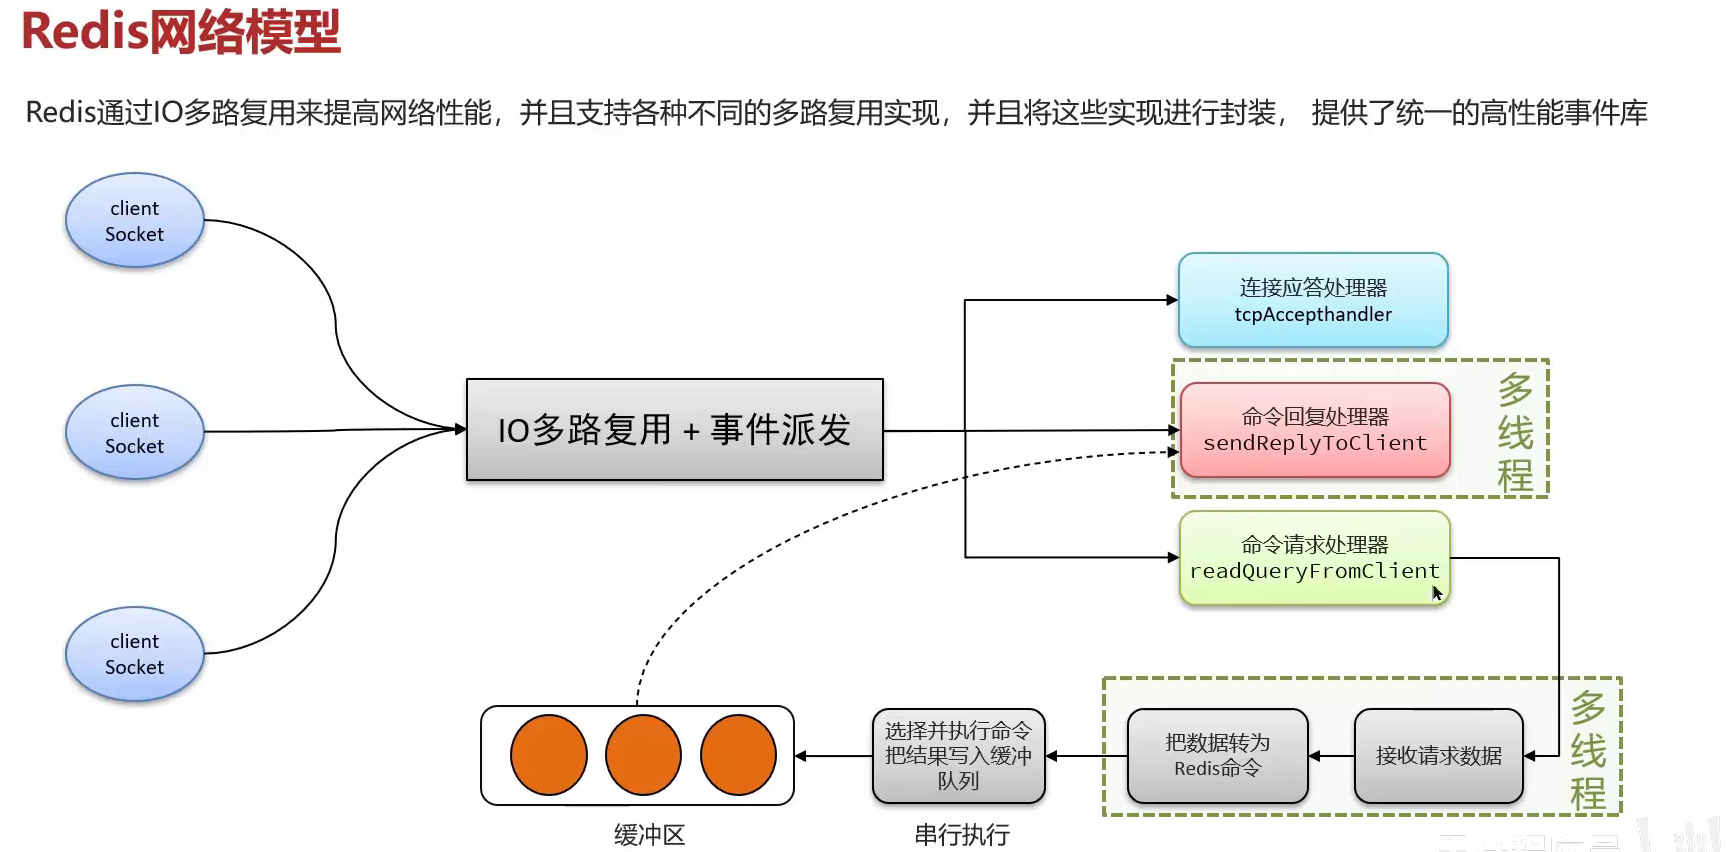 Redis网络模型
Redis通过IO多路复用来提高网络性能，并且支持各种不同的多路复用实现，并且将这些实现进行封装， 提供了统一的高性能事件库
client
Socket
client
Socket
client
Socket
IO多路复用 + 事件派发
连接应答处理器
tcpAccepthandler
命令回复处理器
sendReplyToClient
多
线
程
命令请求处理器
readQueryFromClient
多
线
程
接收请求数据
把数据转为
Redis命令
选择并执行命令
把结果写入缓冲
队列
串行执行
缓冲区